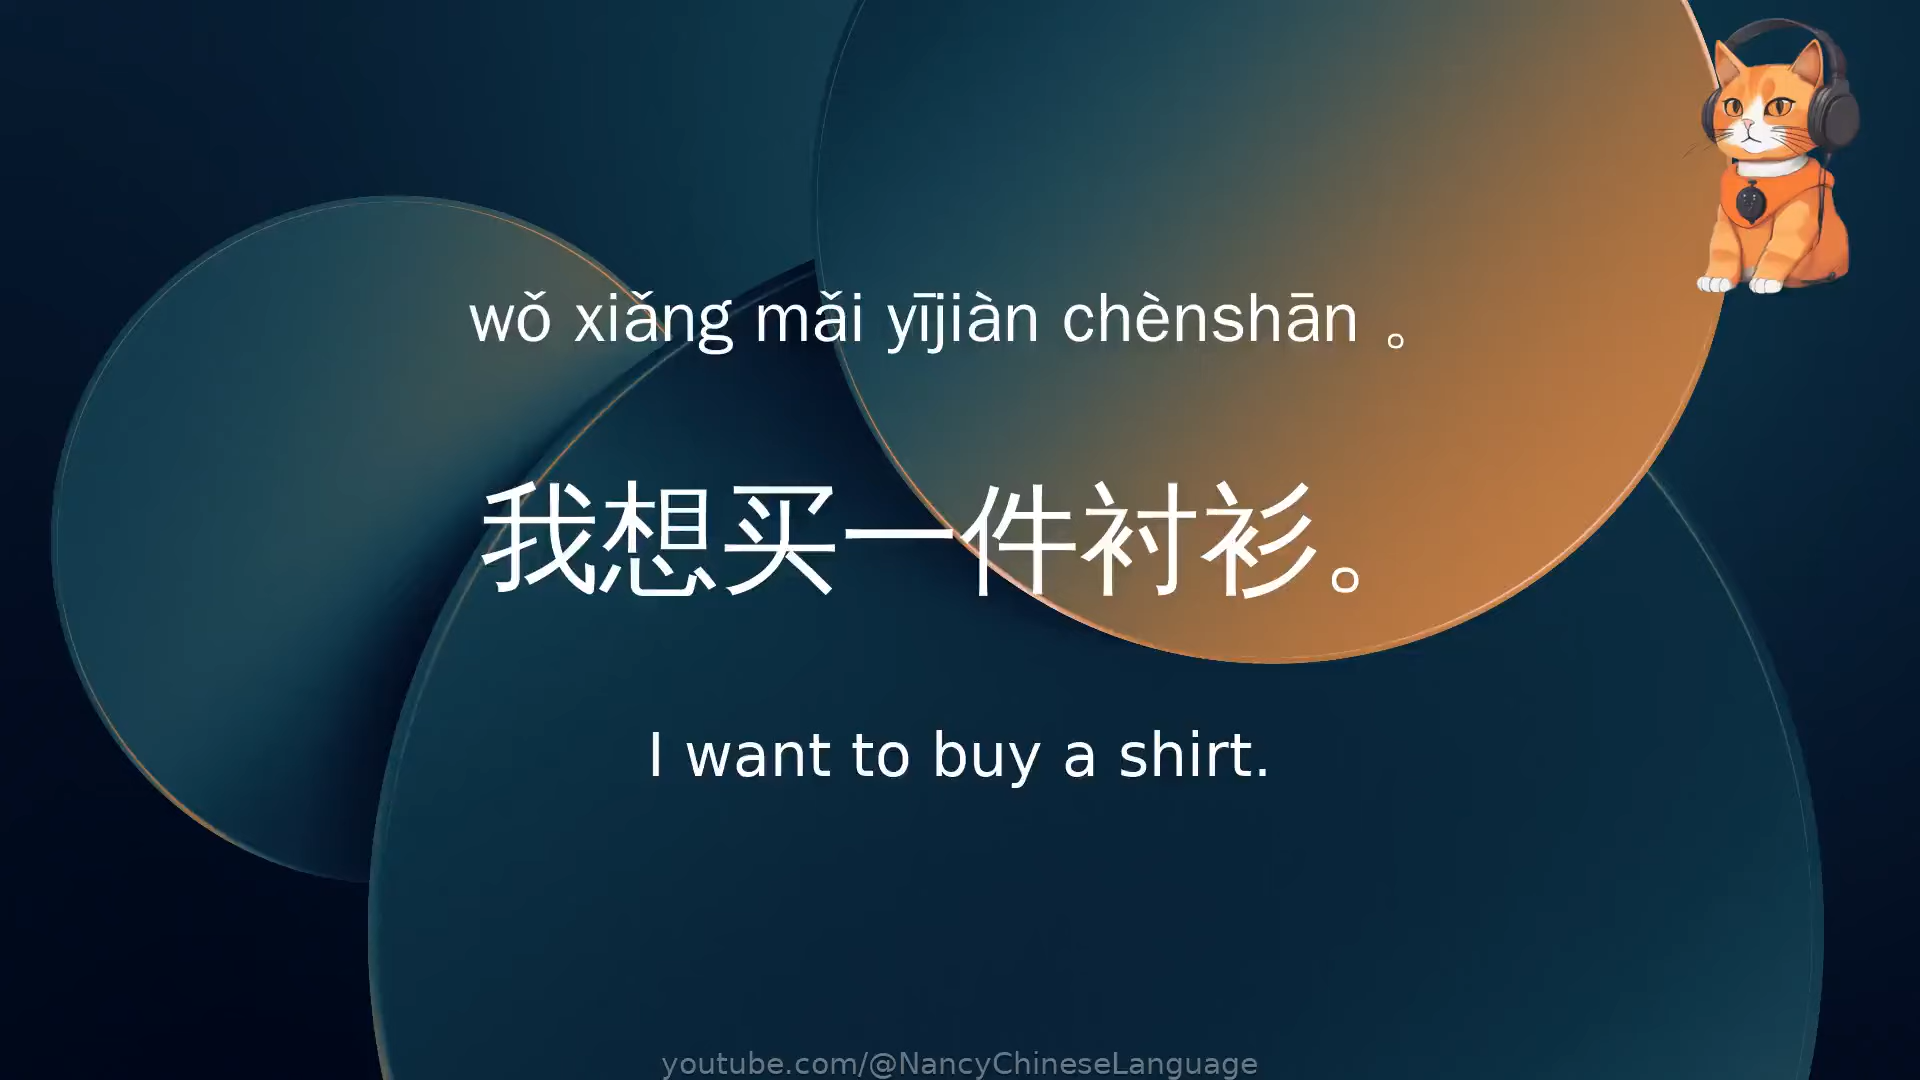 wǒ xiǎng mǎi yījiàn chènshān 。
我想买一件衬衫。
I want to buy a shirt.
youtube.com/@NancyChineseLanguage